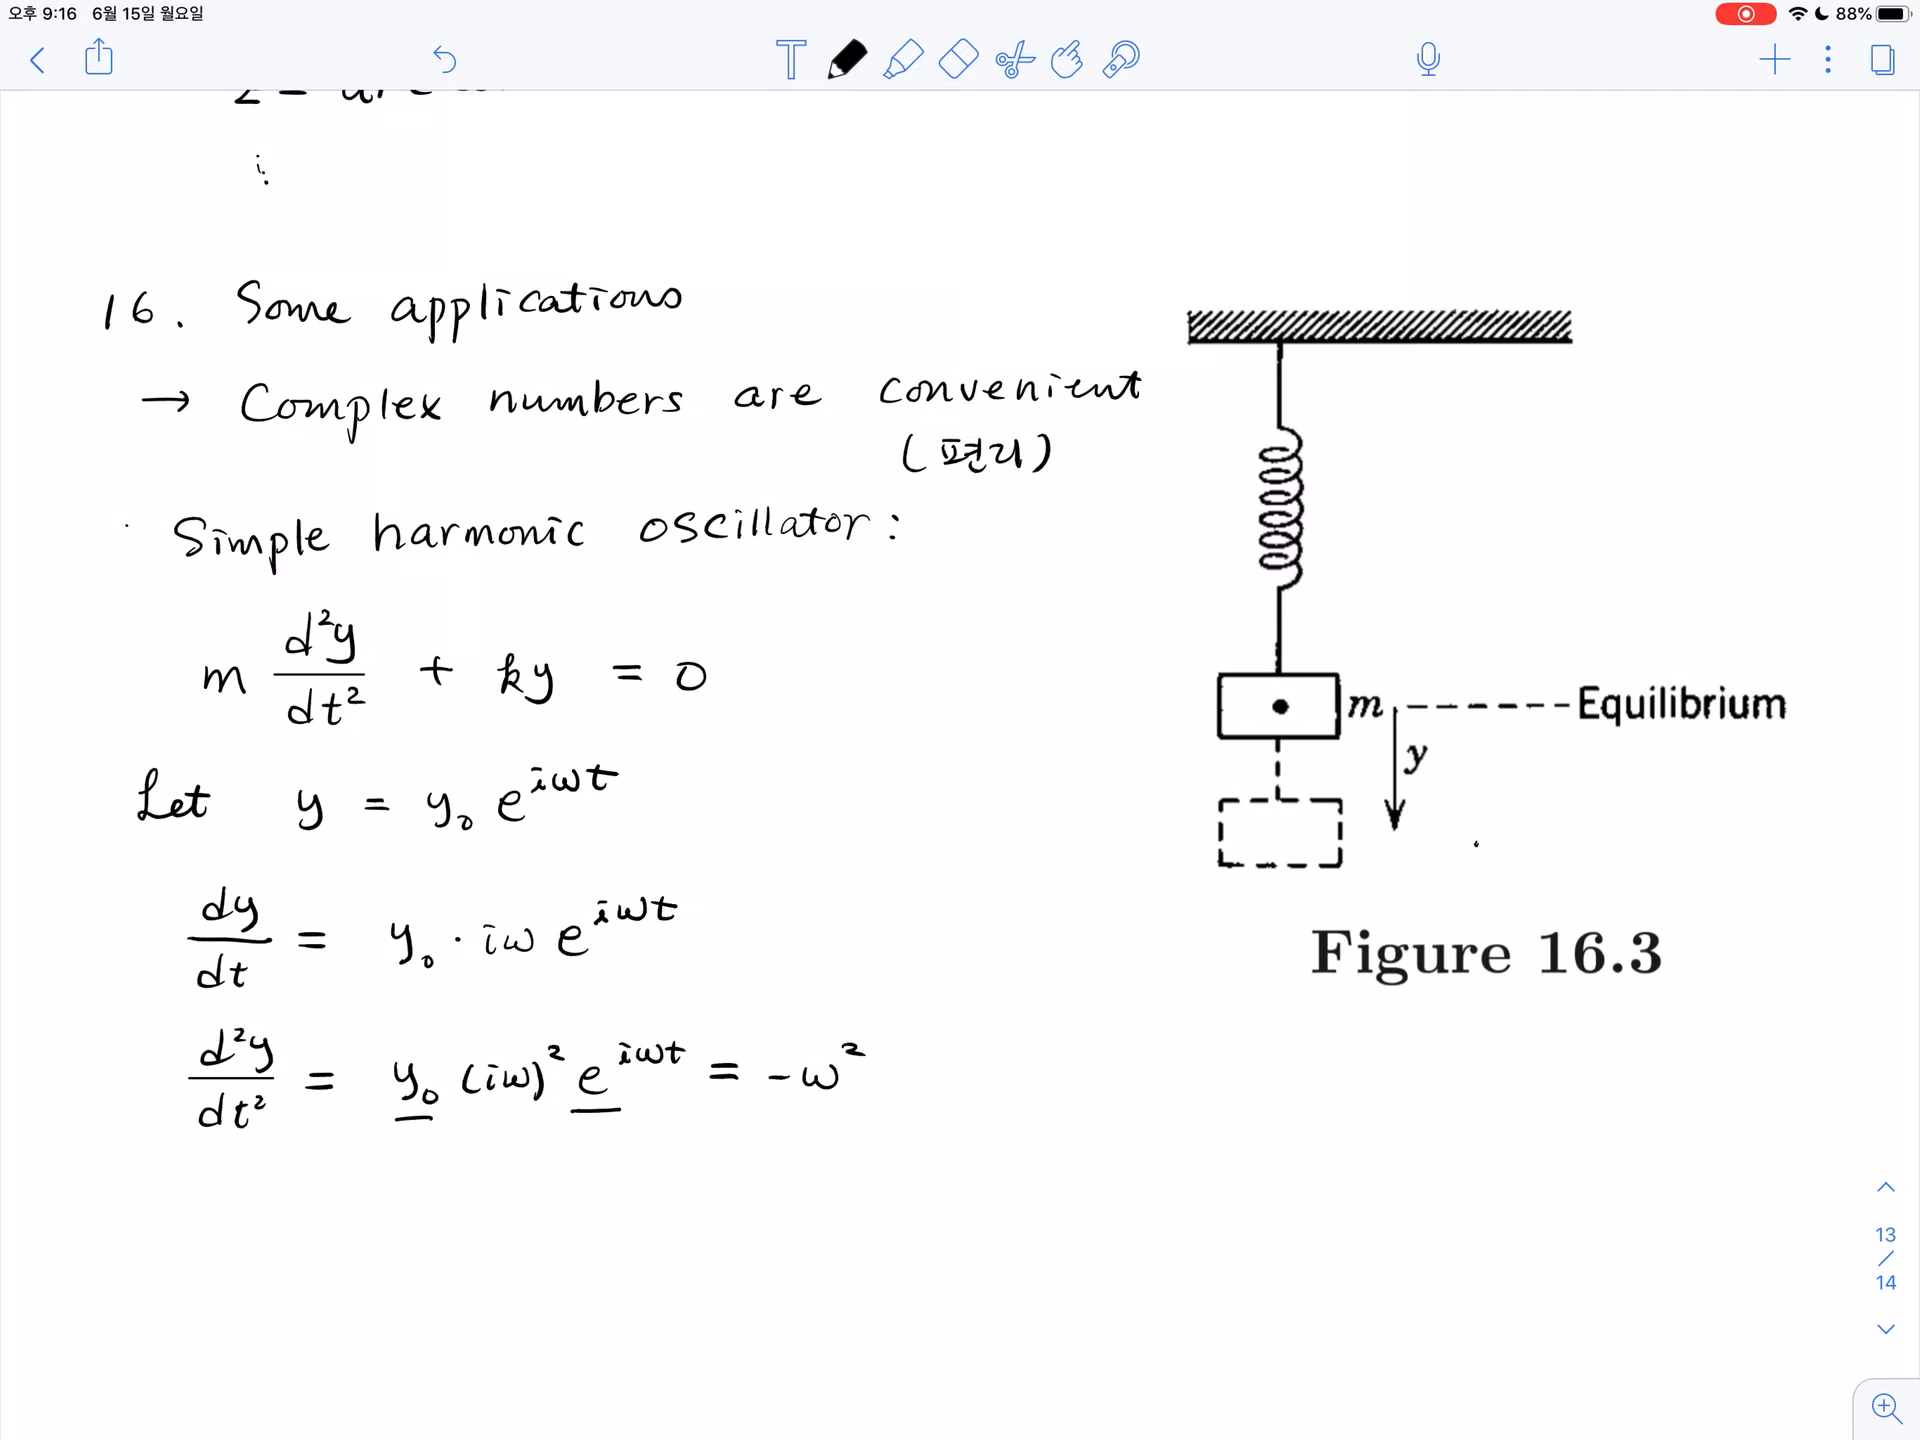 오후 9:16 6월 15일 월요일
88%
16. Some applications
→ Complex numbers are convenient
(편리)
Simple harmonic oscillator:
m d²y/dt² + ky = 0
Let y = y₀ e^{iωt}
dy/dt = y₀ · iω e^{iωt}
d²y/dt² = y₀ (iω)² e^{iωt} = -ω²
m
Equilibrium
y
Figure 16.3
13
/
14